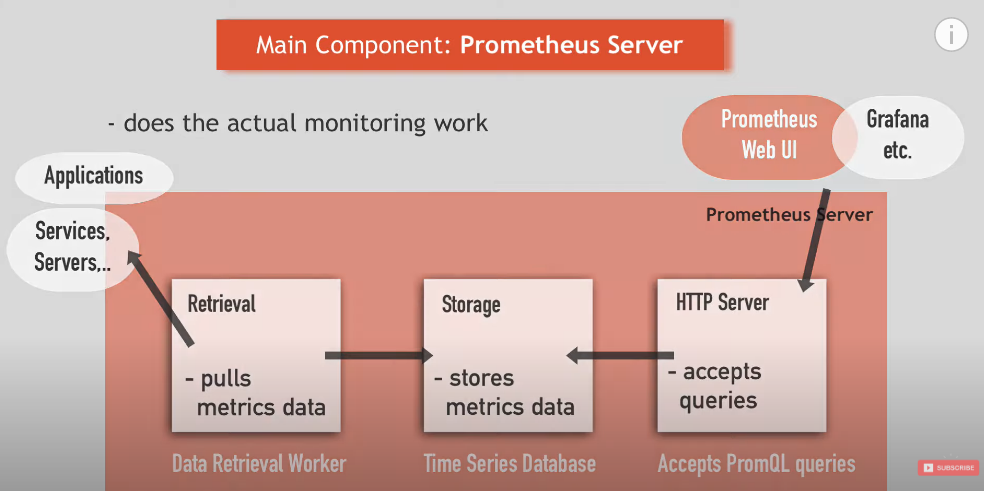 Main Component: Prometheus Server
i
- does the actual monitoring work
Prometheus
Web UI
Grafana
etc.
Applications
Services,
Servers,..
Prometheus Server
Retrieval
- pulls
metrics data
Data Retrieval Worker
Storage
- stores
metrics data
Time Series Database
HTTP Server
- accepts
queries
Accepts PromQL queries
SUBSCRIBE